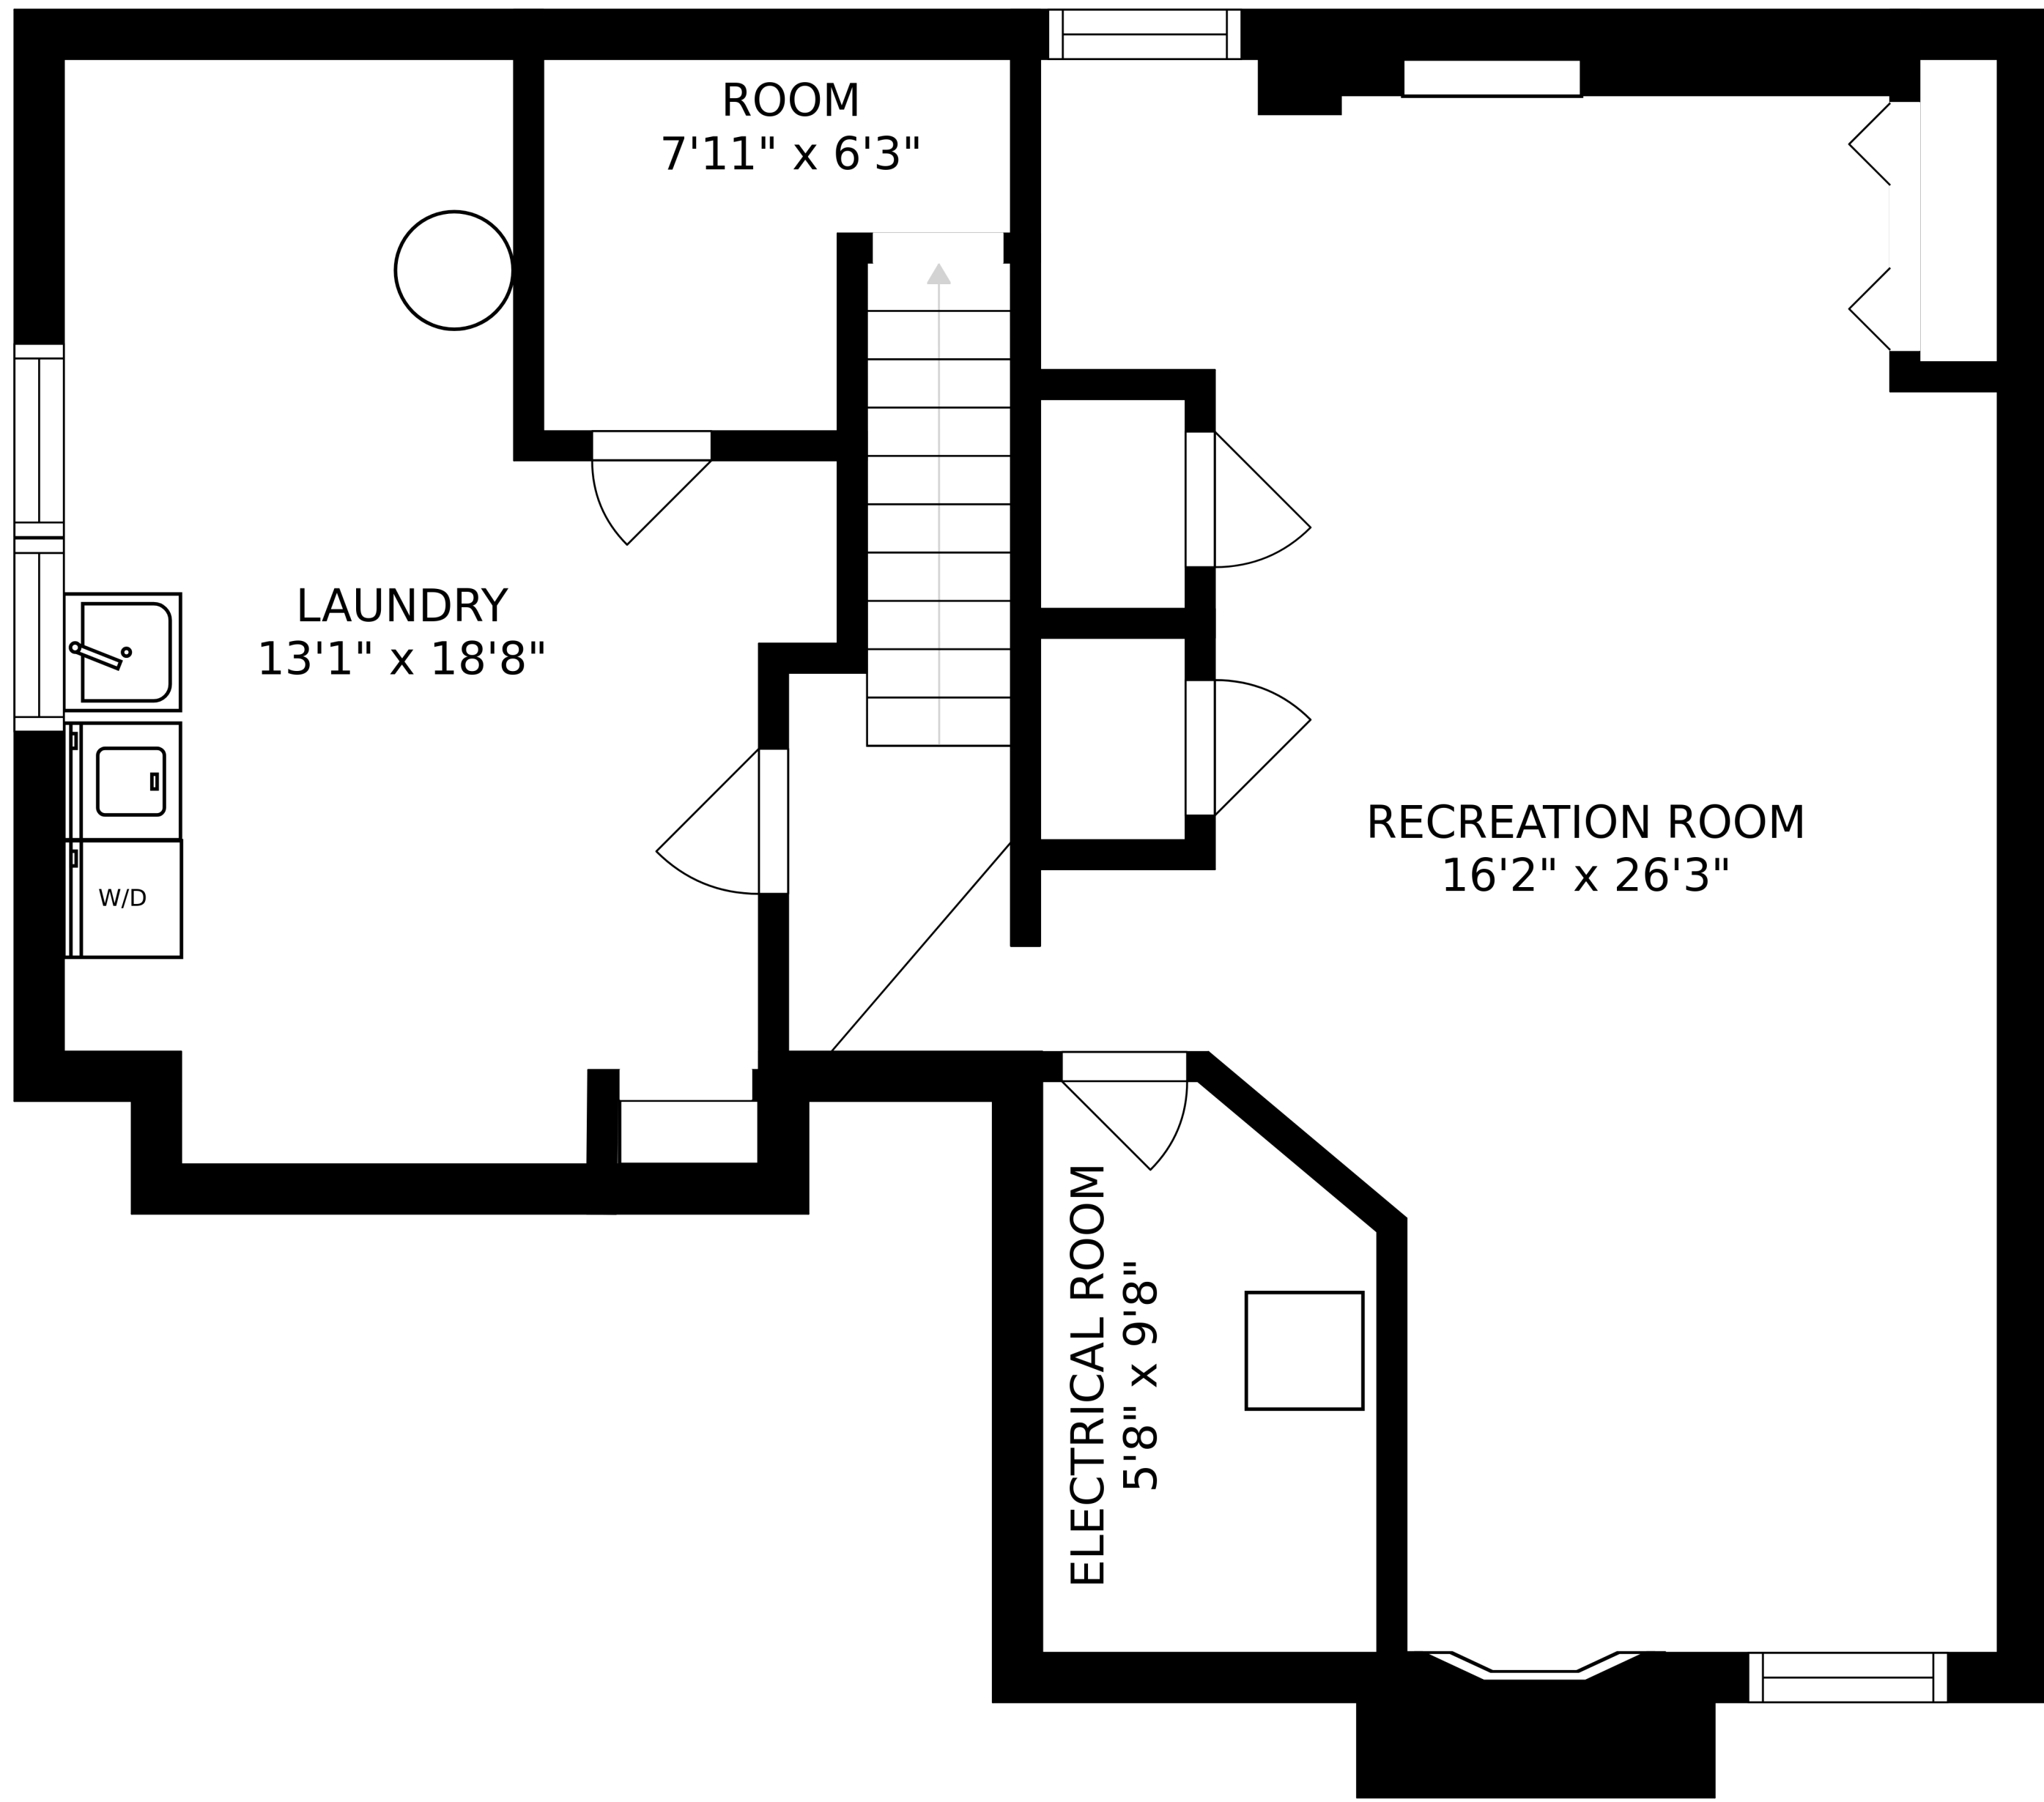 ROOM
7'11" x 6'3"
LAUNDRY
13'1" x 18'8"
W/D
RECREATION ROOM
16'2" x 26'3"
ELECTRICAL ROOM
5'8" x 9'8"